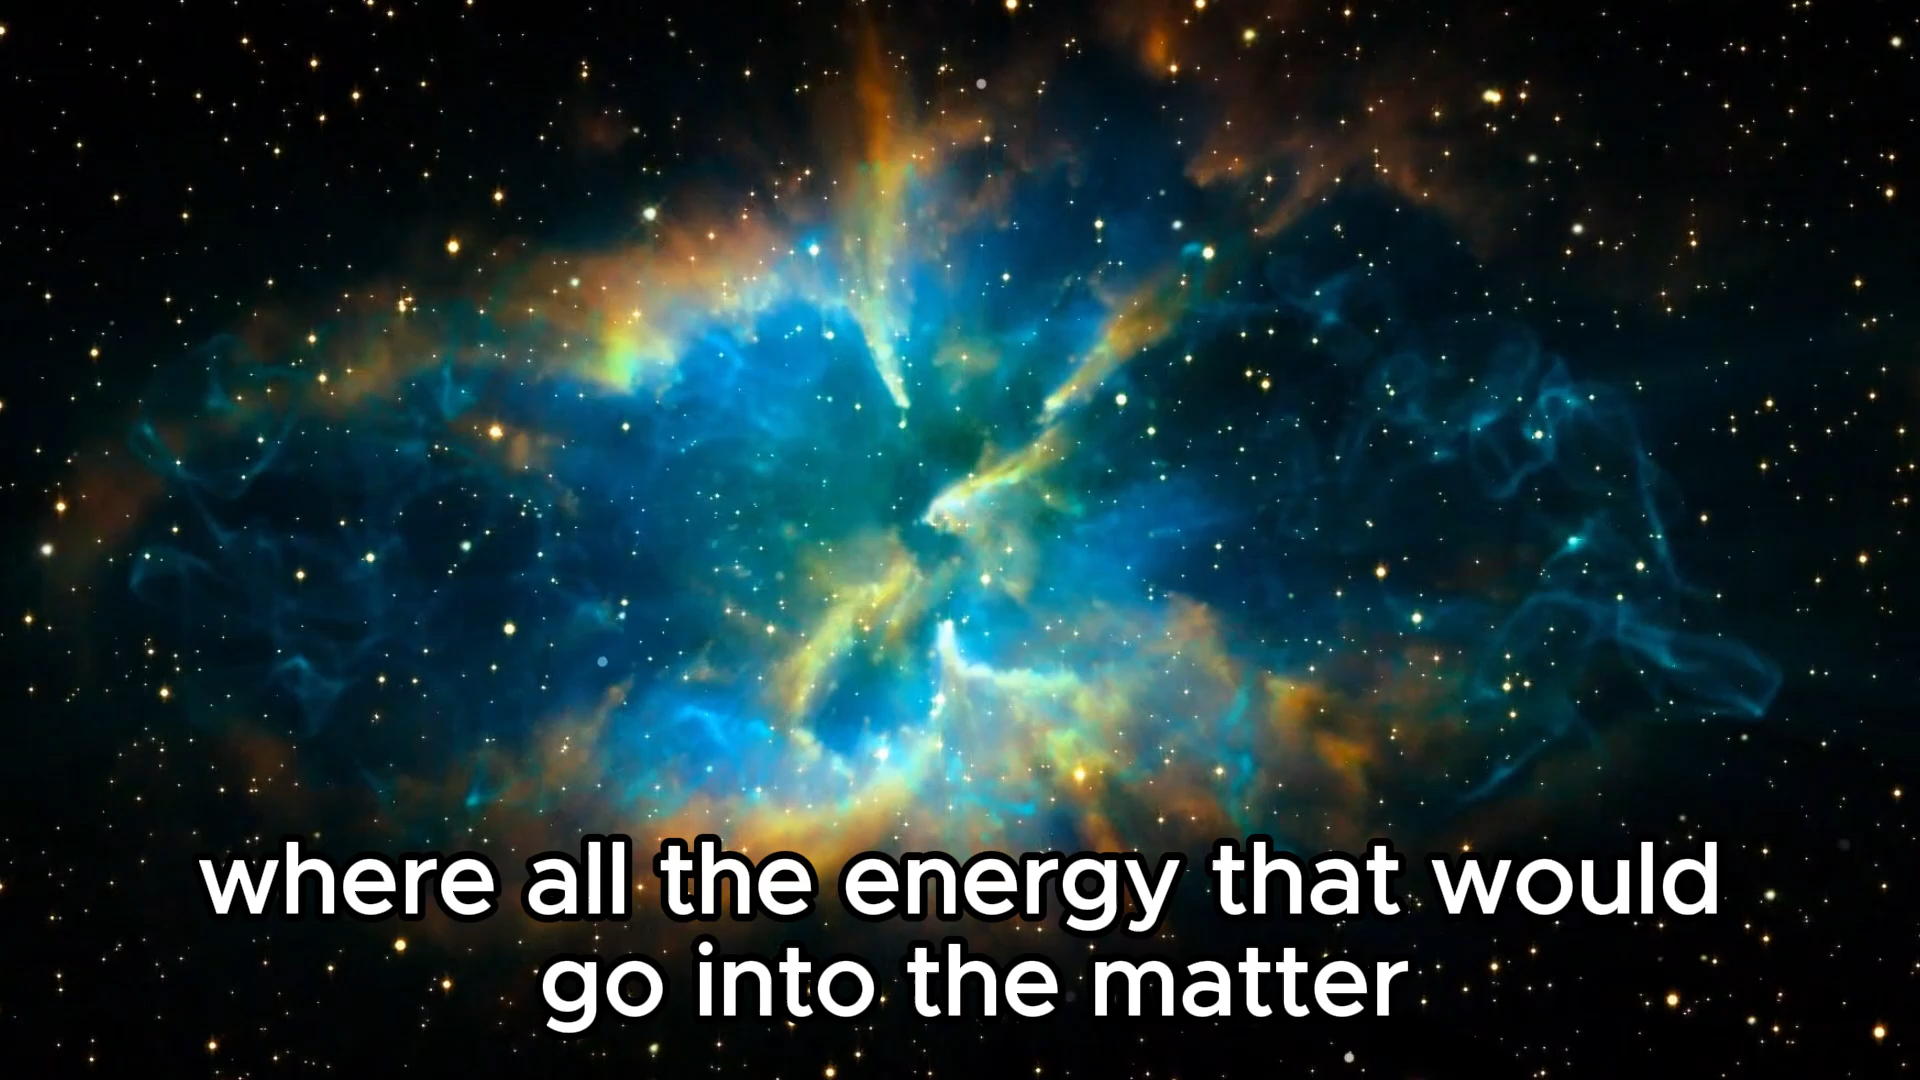 where all the energy that would
go into the matter